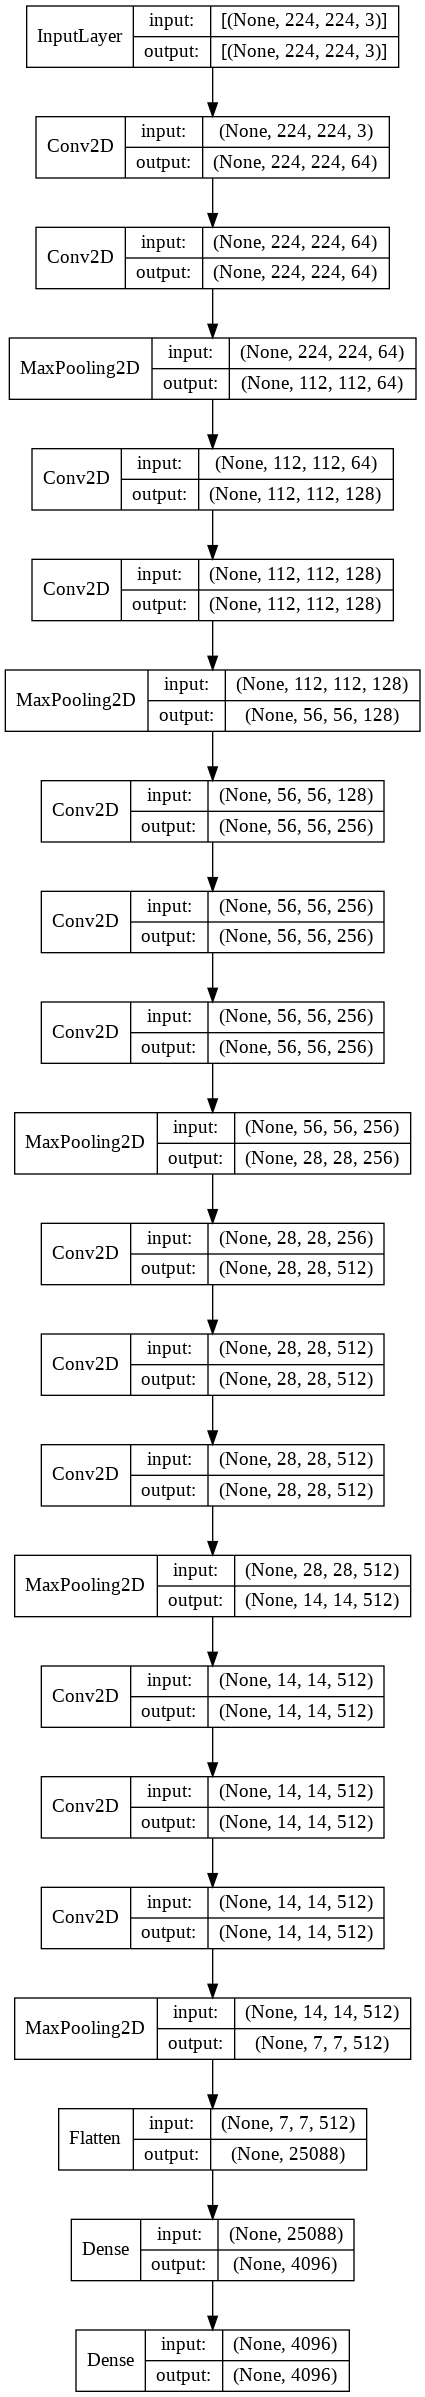 InputLayer
input: [(None, 224, 224, 3)]
output: [(None, 224, 224, 3)]
Conv2D
input: (None, 224, 224, 3)
output: (None, 224, 224, 64)
Conv2D
input: (None, 224, 224, 64)
output: (None, 224, 224, 64)
MaxPooling2D
input: (None, 224, 224, 64)
output: (None, 112, 112, 64)
Conv2D
input: (None, 112, 112, 64)
output: (None, 112, 112, 128)
Conv2D
input: (None, 112, 112, 128)
output: (None, 112, 112, 128)
MaxPooling2D
input: (None, 112, 112, 128)
output: (None, 56, 56, 128)
Conv2D
input: (None, 56, 56, 128)
output: (None, 56, 56, 256)
Conv2D
input: (None, 56, 56, 256)
output: (None, 56, 56, 256)
Conv2D
input: (None, 56, 56, 256)
output: (None, 56, 56, 256)
MaxPooling2D
input: (None, 56, 56, 256)
output: (None, 28, 28, 256)
Conv2D
input: (None, 28, 28, 256)
output: (None, 28, 28, 512)
Conv2D
input: (None, 28, 28, 512)
output: (None, 28, 28, 512)
Conv2D
input: (None, 28, 28, 512)
output: (None, 28, 28, 512)
MaxPooling2D
input: (None, 28, 28, 512)
output: (None, 14, 14, 512)
Conv2D
input: (None, 14, 14, 512)
output: (None, 14, 14, 512)
Conv2D
input: (None, 14, 14, 512)
output: (None, 14, 14, 512)
Conv2D
input: (None, 14, 14, 512)
output: (None, 14, 14, 512)
MaxPooling2D
input: (None, 14, 14, 512)
output: (None, 7, 7, 512)
Flatten
input: (None, 7, 7, 512)
output: (None, 25088)
Dense
input: (None, 25088)
output: (None, 4096)
Dense
input: (None, 4096)
output: (None, 4096)